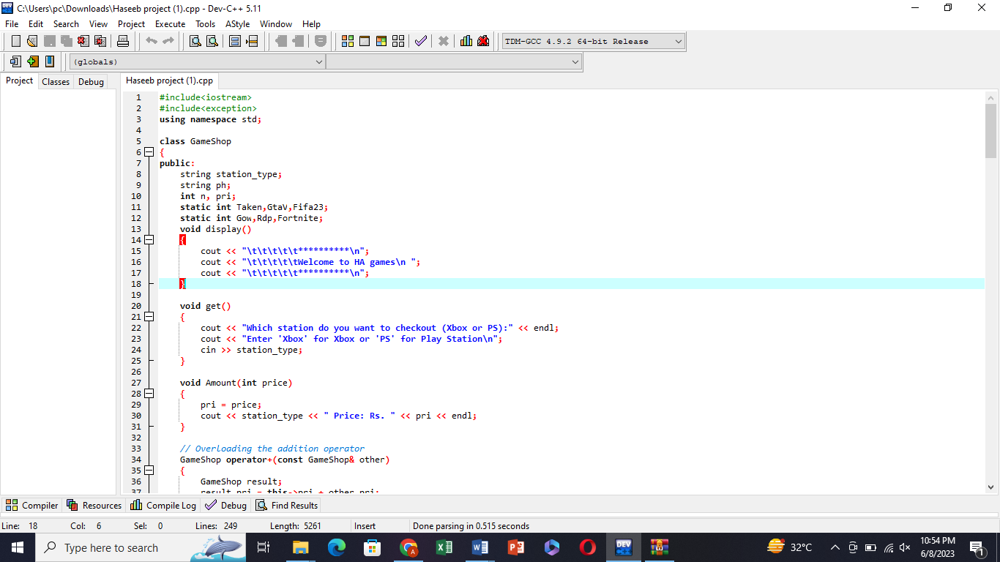 C:\Users\pc\Downloads\Haseeb project (1).cpp - Dev-C++ 5.11
File Edit Search View Project Execute Tools AStyle Window Help
TDM-GCC 4.9.2 64-bit Release
(globals)
Project Classes Debug
Haseeb project (1).cpp
1 #include<iostream>
2 #include<exception>
3 using namespace std;
4
5 class GameShop
6 {
7 public:
8 string station_type;
9 string ph;
10 int n, pri;
11 static int Taken,GtaV,Fifa23;
12 static int Gow,Rdp,Fortnite;
13 void display()
14 {
15 cout << "\t\t\t\t\t**********\n";
16 cout << "\t\t\t\t\tWelcome to HA games\n ";
17 cout << "\t\t\t\t\t**********\n";
18 }
19
20 void get()
21 {
22 cout << "Which station do you want to checkout (Xbox or PS):" << endl;
23 cout << "Enter 'Xbox' for Xbox or 'PS' for Play Station\n";
24 cin >> station_type;
25 }
26
27 void Amount(int price)
28 {
29 pri = price;
30 cout << station_type << " Price: Rs. " << pri << endl;
31 }
32
33 // Overloading the addition operator
34 GameShop operator+(const GameShop& other)
35 {
36 GameShop result;
37 result.pri = this->pri + other.pri;
Compiler Resources Compile Log Debug Find Results
Line: 18 Col: 6 Sel: 0 Lines: 249 Length: 5261 Insert Done parsing in 0.515 seconds
Type here to search
DEV
32°C
10:54 PM
6/8/2023
1